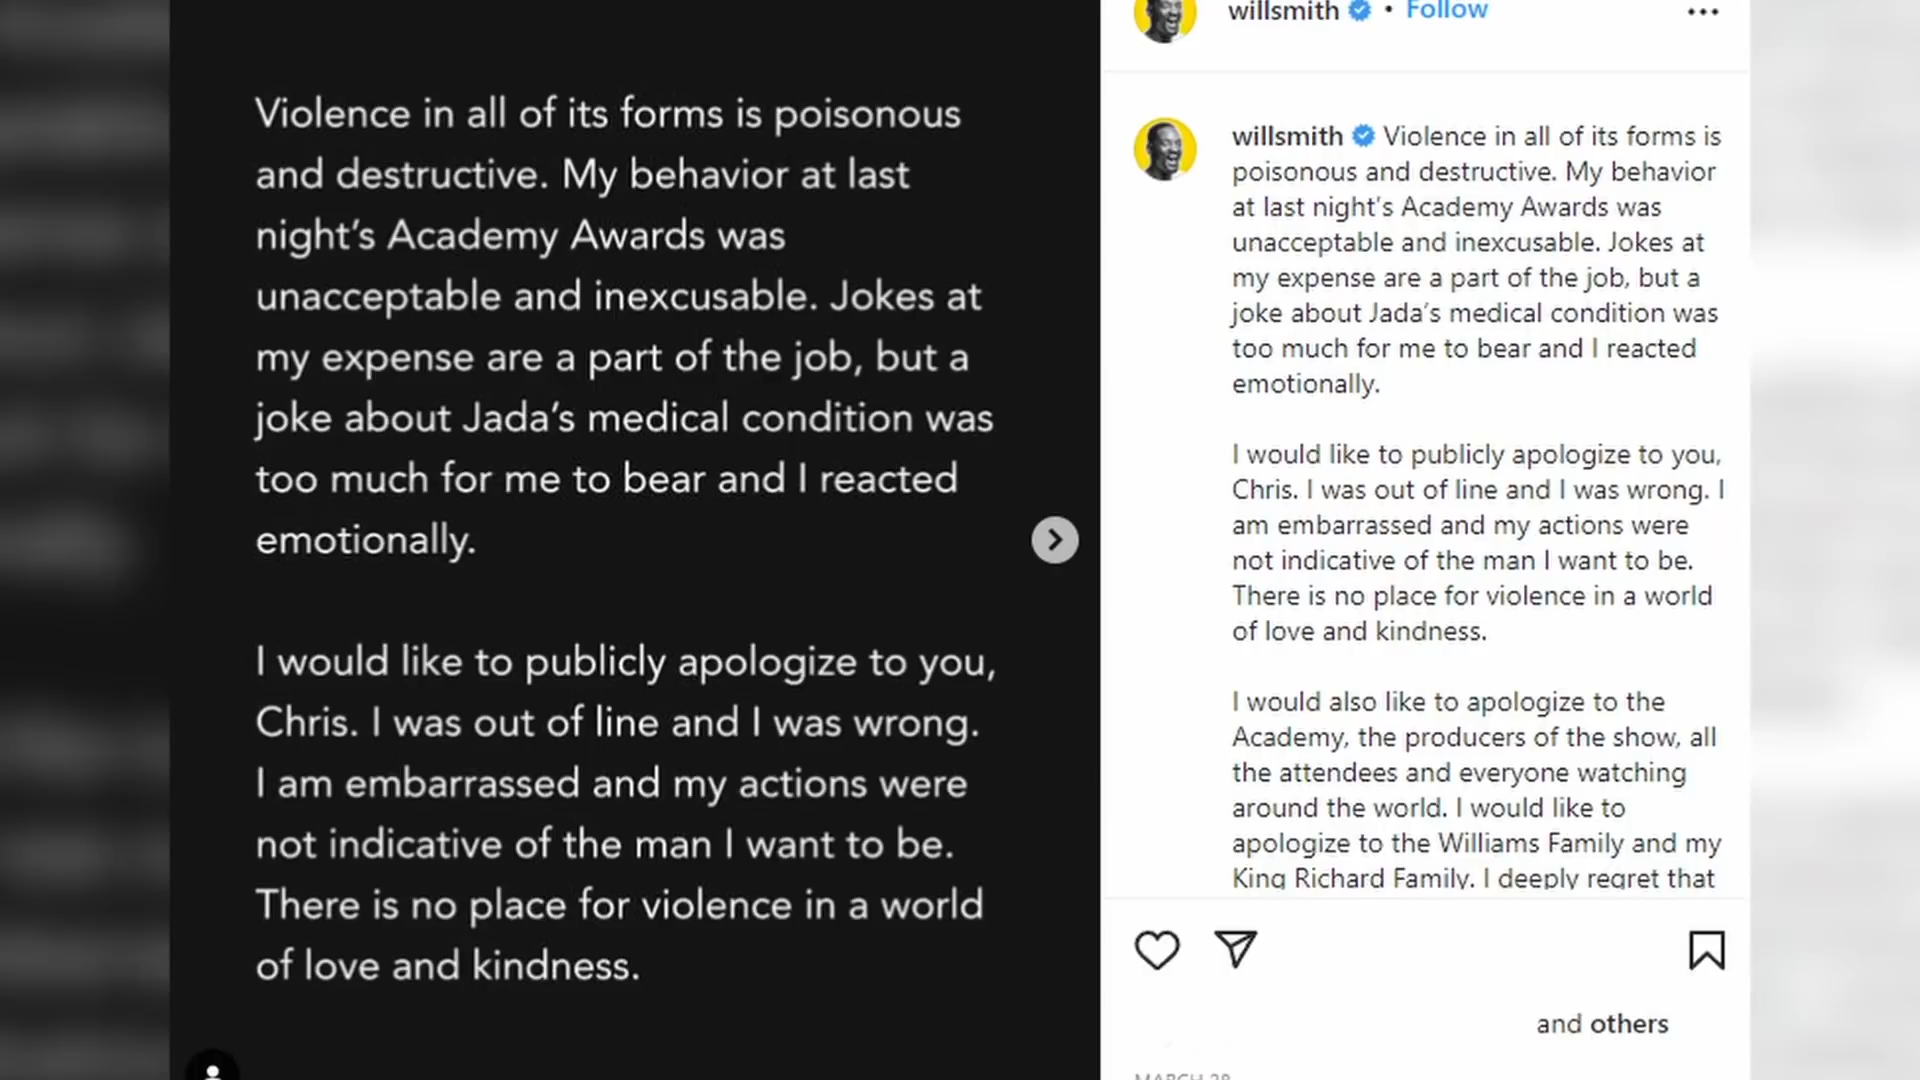 Violence in all of its forms is poisonous
and destructive. My behavior at last
night's Academy Awards was
unacceptable and inexcusable. Jokes at
my expense are a part of the job, but a
joke about Jada's medical condition was
too much for me to bear and I reacted
emotionally.
I would like to publicly apologize to you,
Chris. I was out of line and I was wrong.
I am embarrassed and my actions were
not indicative of the man I want to be.
There is no place for violence in a world
of love and kindness.
willsmith • Follow
willsmith Violence in all of its forms is
poisonous and destructive. My behavior
at last night's Academy Awards was
unacceptable and inexcusable. Jokes at
my expense are a part of the job, but a
joke about Jada's medical condition was
too much for me to bear and I reacted
emotionally.
I would like to publicly apologize to you,
Chris. I was out of line and I was wrong. I
am embarrassed and my actions were
not indicative of the man I want to be.
There is no place for violence in a world
of love and kindness.
I would also like to apologize to the
Academy, the producers of the show, all
the attendees and everyone watching
around the world. I would like to
apologize to the Williams Family and my
King Richard Family. I deeply regret that
and others
MARCH 28